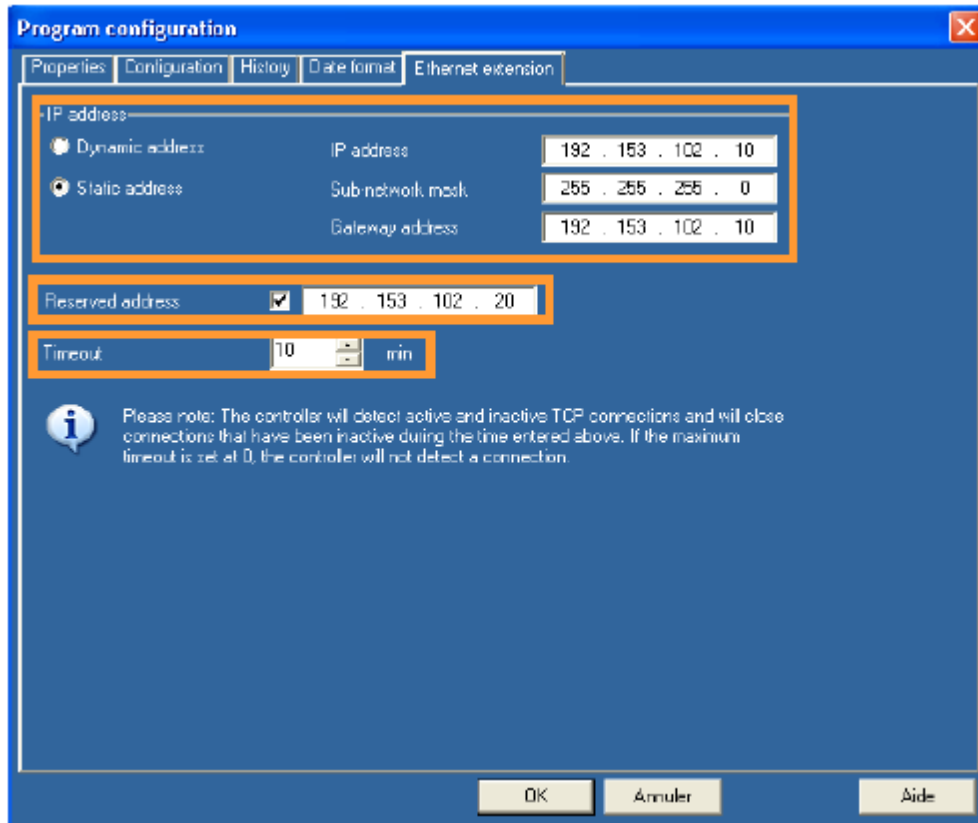 Program configuration
Properties Configuration History Date format Ethernet extension
IP address
Dynamic address IP address 192 . 153 . 102 . 10
Static address Sub-network mask 255 . 255 . 255 . 0
Gateway address 192 . 153 . 102 . 10
Reserved address 192 . 153 . 102 . 20
Timeout 10 min
Please note: The controller will detect active and inactive TCP connections and will close
connections that have been inactive during the time entered above. If the maximum
timeout is set at 0, the controller will not detect a connection.
OK Annuler Aide